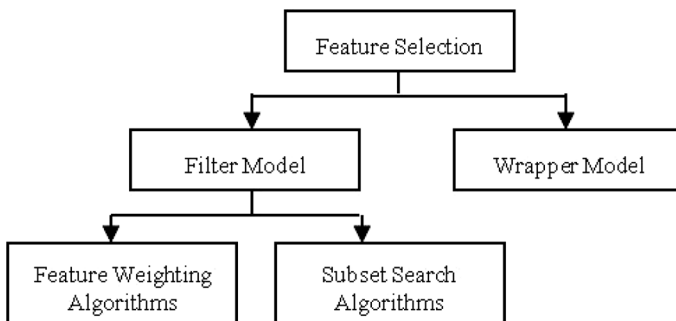 Feature Selection
Filter Model
Wrapper Model
Feature Weighting
Algorithms
Subset Search
Algorithms